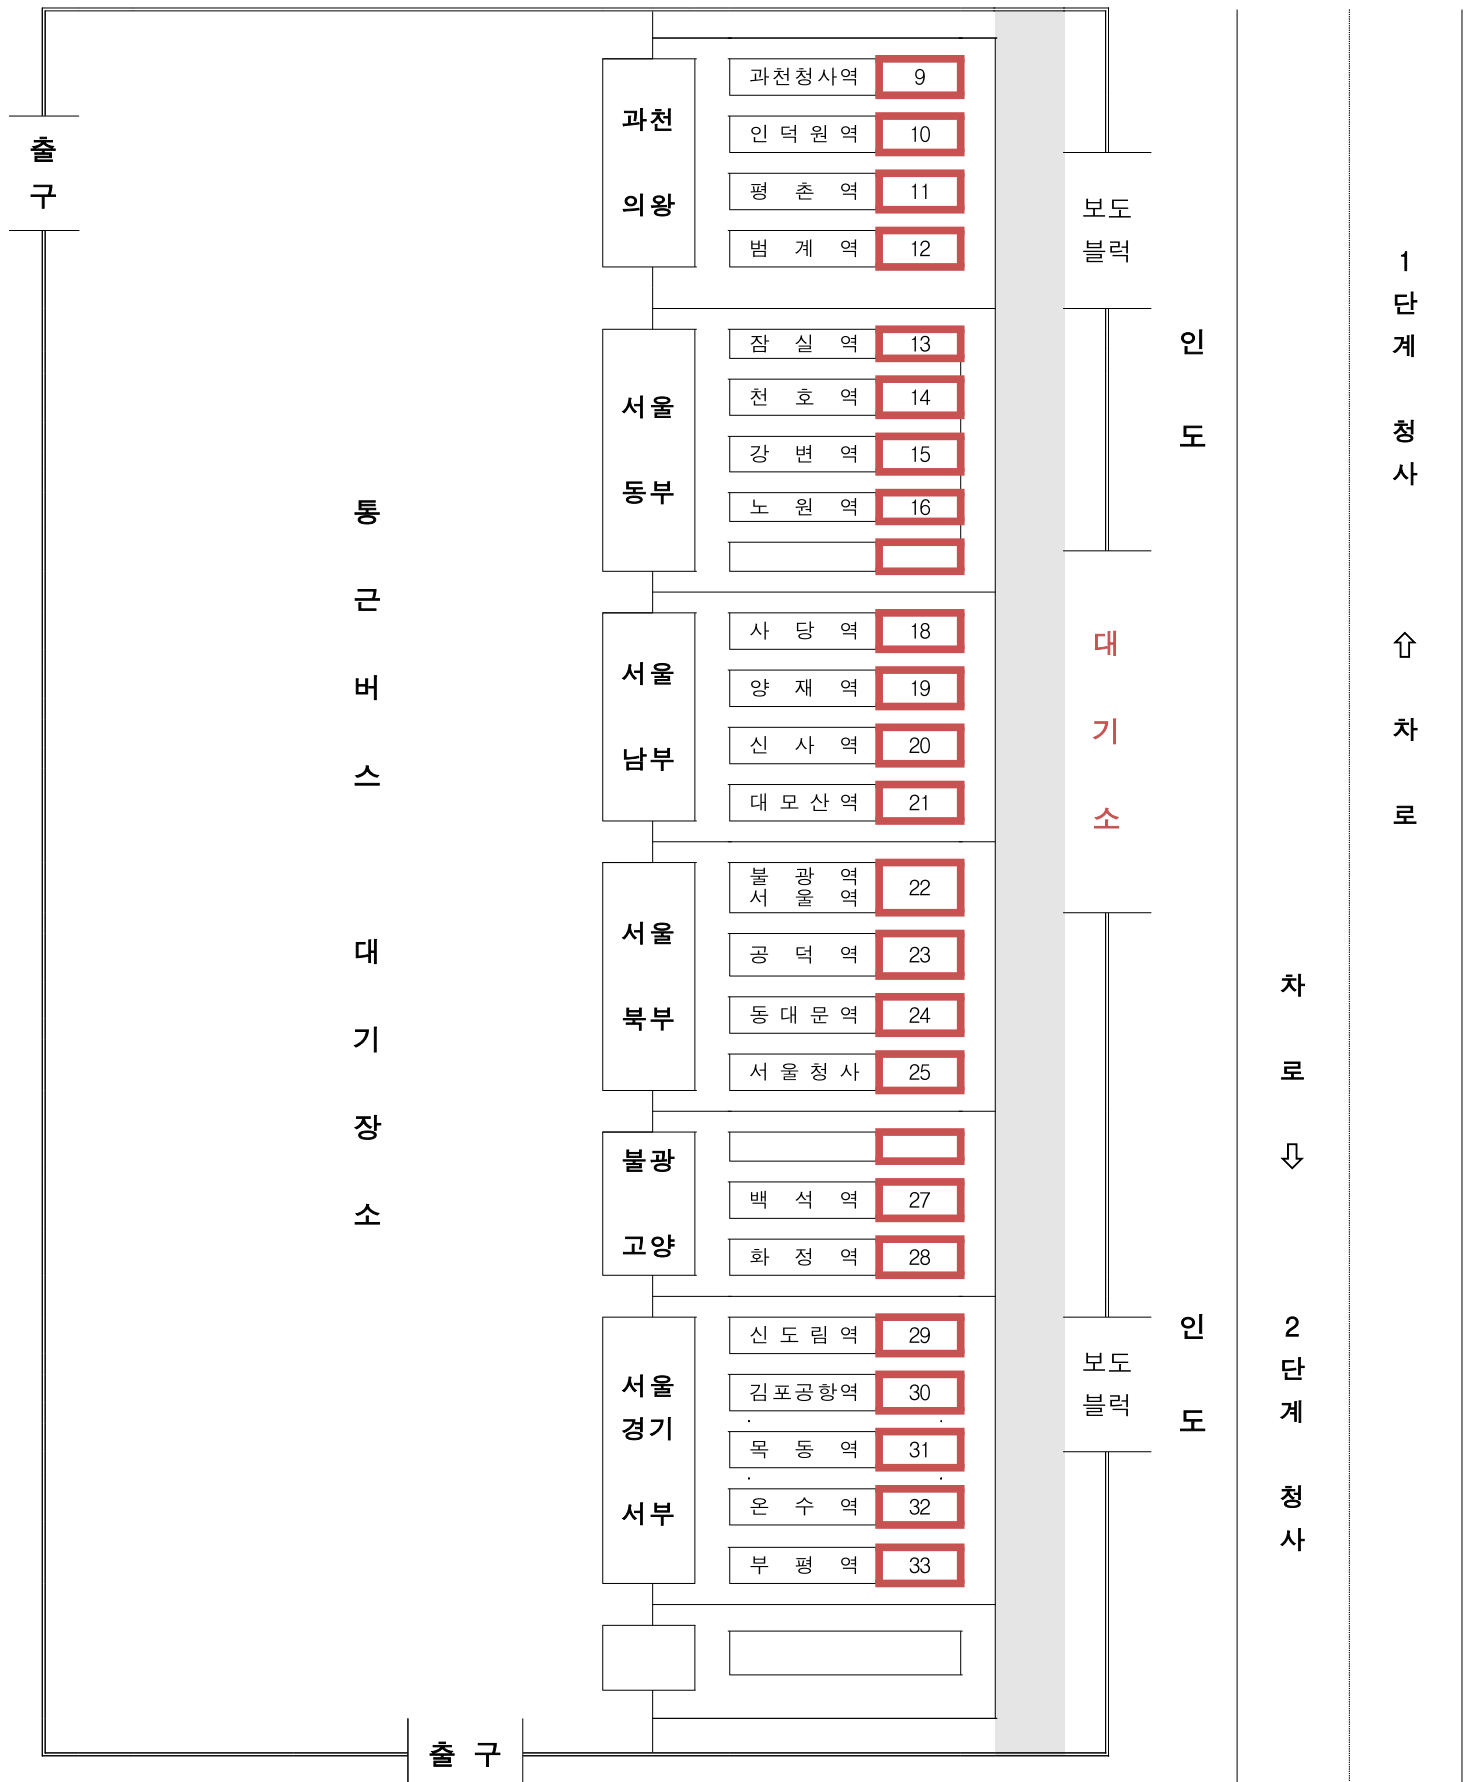 출
구
통
근
버
스
대
기
장
소
과천
의왕
과천청사역 9
인덕원역 10
평촌역 11
범계역 12
서울
동부
잠실역 13
천호역 14
강변역 15
노원역 16
서울
남부
사당역 18
양재역 19
신사역 20
대모산역 21
서울
북부
불광역
서울역
22
공덕역 23
동대문역 24
서울청사 25
불광
고양
백석역 27
화정역 28
서울
경기
서부
신도림역 29
김포공항역 30
목동역 31
온수역 32
부평역 33
출 구
보도
블럭
대
기
소
보도
블럭
인
도
인
도
차
로
⇩
2
단
계
청
사
1
단
계
청
사
⇧
차
로